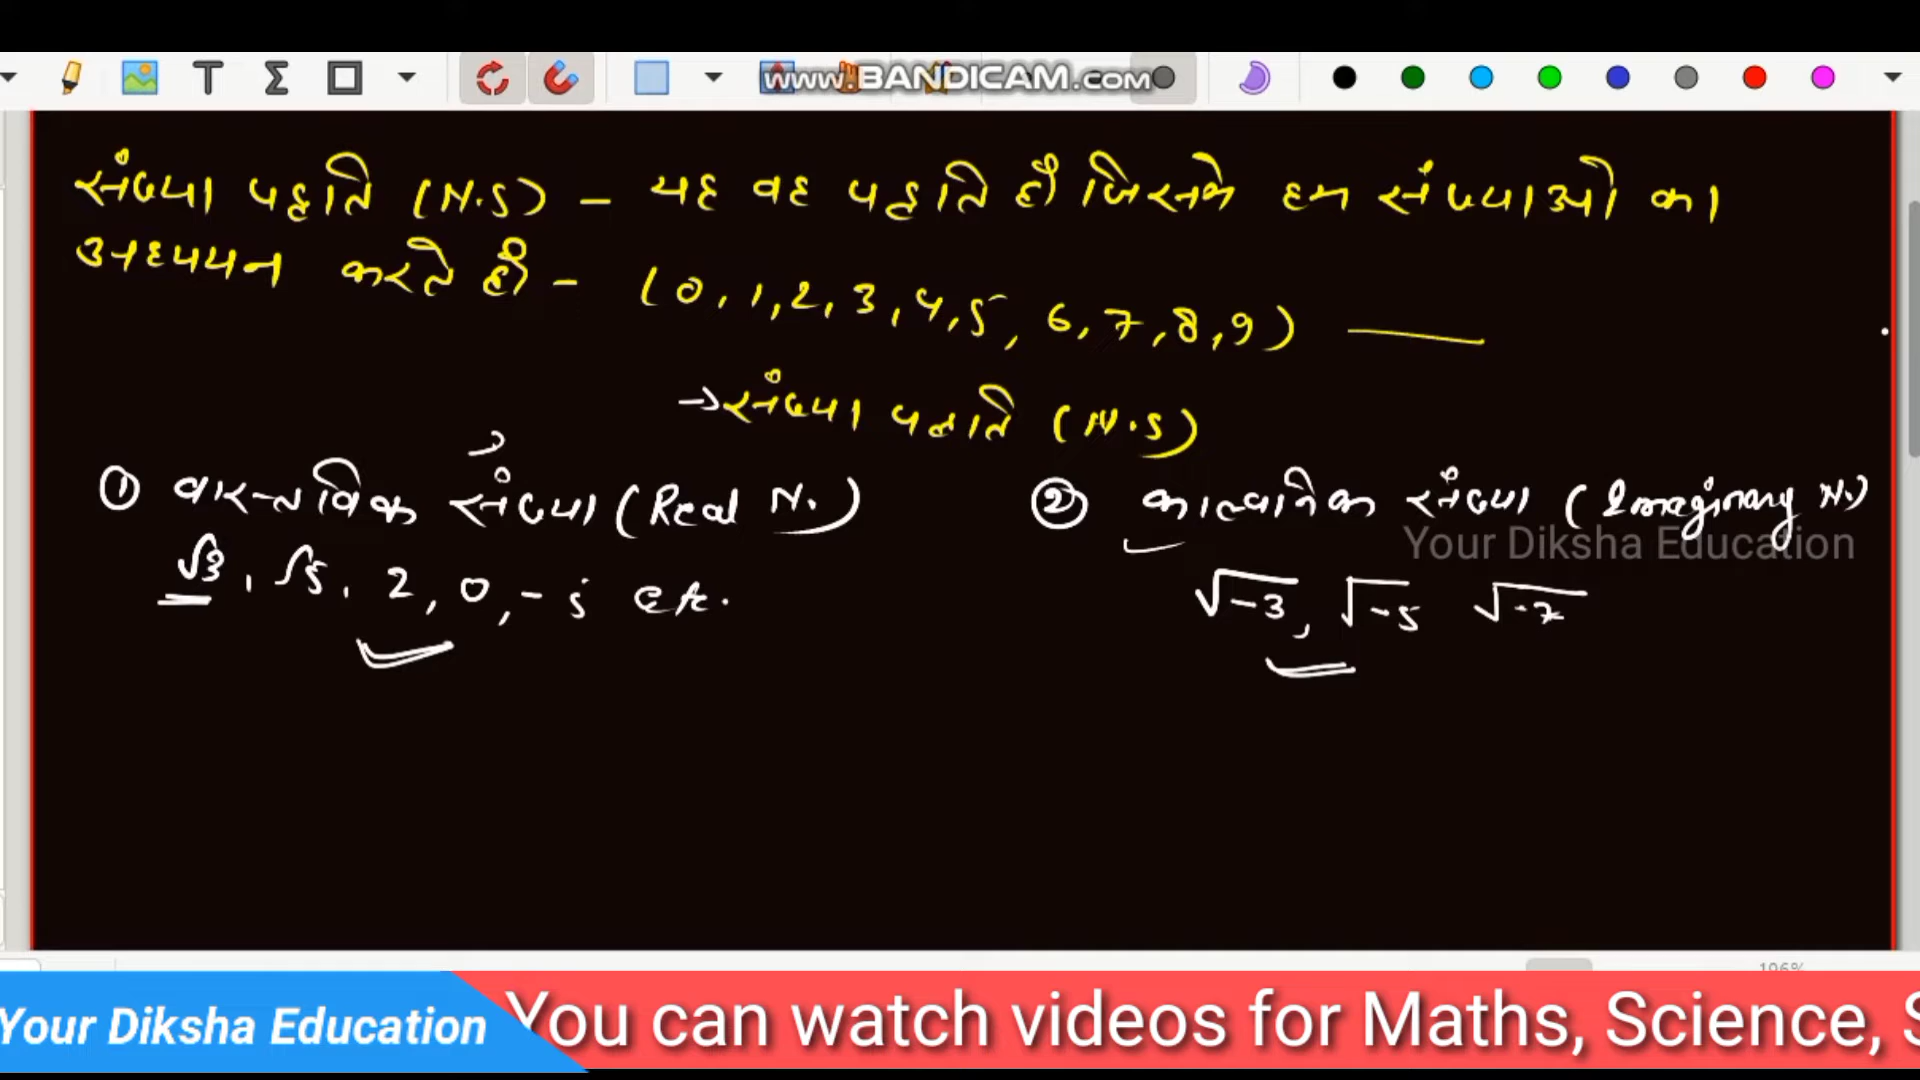 www.BANDICAM.com
संख्या पद्धति (N.S) - यह वह पद्धति है जिसमे हम संख्याओ का
अध्ययन करते है - (0, 1, 2, 3, 4, 5, 6, 7, 8, 9)
→ संख्या पद्धति (N.S)
① वास्तविक संख्या (Real N.)
② काल्पनिक संख्या (Imaginary N.)
Your Diksha Education
√3, √5, 2, 0, -5 etc.
√-3, √-5 √-7
196%
Your Diksha Education
You can watch videos for Maths, Science, S